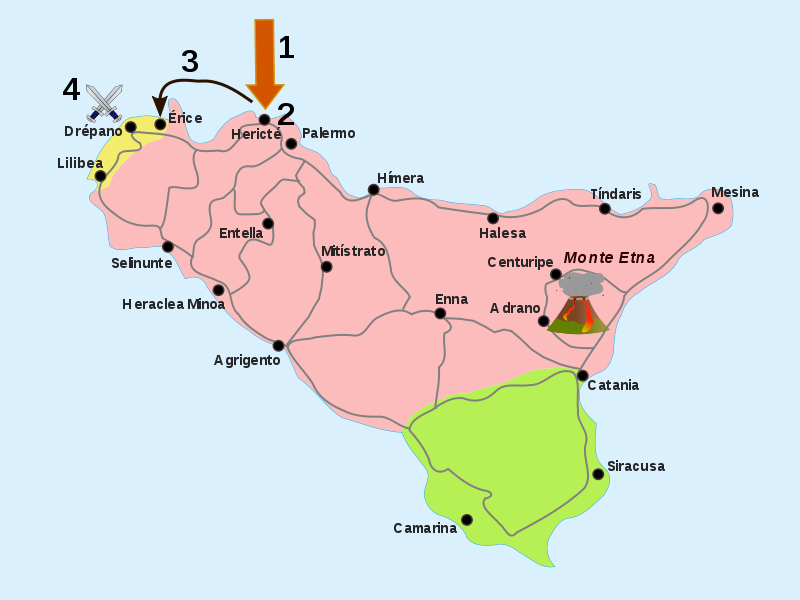 1
3
4
2
Érice
Drépano
Hericté
Palermo
Lilibea
Hímera
Tíndaris
Mesina
Entella
Halesa
Selinunte
Mitístrato
Centuripe
Monte Etna
Heraclea Minoa
Enna
Adrano
Agrigento
Catania
Siracusa
Camarina